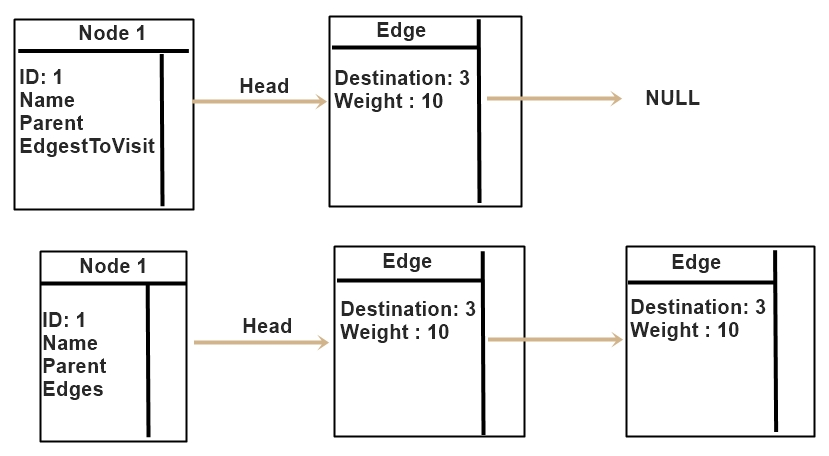 Node 1
Edge
ID: 1
Name
Parent
EdgestToVisit
Head
Destination: 3
Weight : 10
NULL
Node 1
Edge
Edge
ID: 1
Name
Parent
Edges
Head
Destination: 3
Weight : 10
Destination: 3
Weight : 10